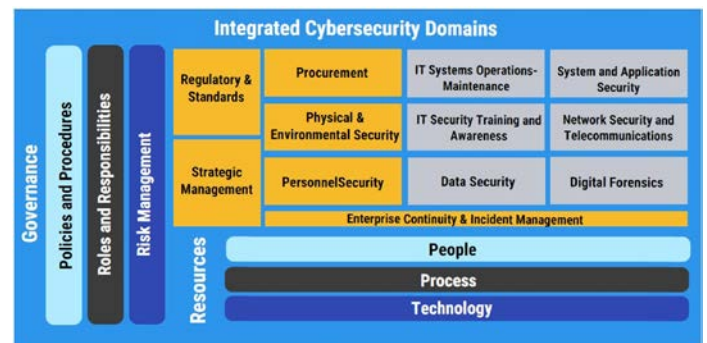 Integrated Cybersecurity Domains
Governance
Policies and Procedures
Roles and Responsibilities
Risk Management
Regulatory &
Standards
Strategic
Management
Procurement
IT Systems Operations-
Maintenance
System and Application
Security
Physical &
Environmental Security
IT Security Training and
Awareness
Network Security and
Telecommunications
PersonnelSecurity
Data Security
Digital Forensics
Enterprise Continuity & Incident Management
Resources
People
Process
Technology